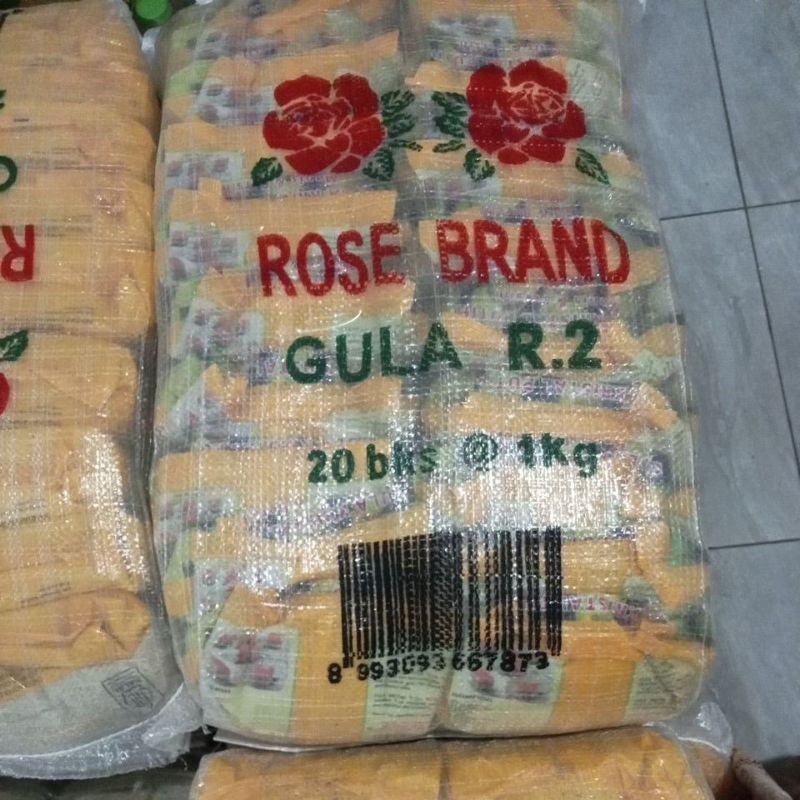 ROSE BRAND
GULA R.2
20 bks @ 1Kg
8 993093 667873